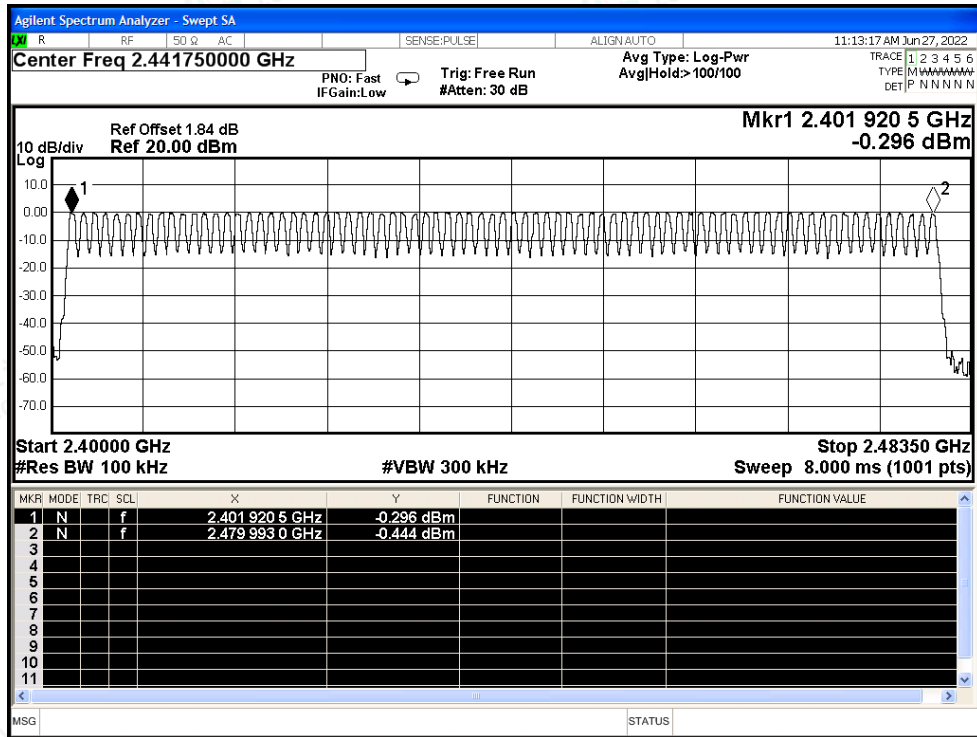 Agilent Spectrum Analyzer - Swept SA
LXI R RF 50 Ω AC SENSE:PULSE ALIGN AUTO 11:13:17 AM Jun 27, 2022
Center Freq 2.441750000 GHz Avg Type: Log-Pwr TRACE 1 2 3 4 5 6
PNO: Fast Trig: Free Run Avg|Hold:>100/100 TYPE M
IFGain:Low #Atten: 30 dB DET P N N N N N
Mkr1 2.401 920 5 GHz
Ref Offset 1.84 dB
10 dB/div Ref 20.00 dBm -0.296 dBm
Log
10.0
1
2
0.00
-10.0
-20.0
-30.0
-40.0
-50.0
-60.0
-70.0
Start 2.40000 GHz Stop 2.48350 GHz
#Res BW 100 kHz #VBW 300 kHz Sweep 8.000 ms (1001 pts)
MKR MODE TRC SCL X Y FUNCTION FUNCTION WIDTH FUNCTION VALUE
1 N f 2.401 920 5 GHz -0.296 dBm
2 N f 2.479 993 0 GHz -0.444 dBm
3
4
5
6
7
8
9
10
11
MSG STATUS